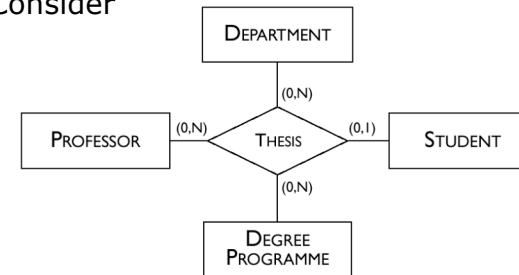 Consider
DEPARTMENT
(0,N)
PROFESSOR
(0,N)
THESIS
(0,1)
STUDENT
(0,N)
DEGREE
PROGRAMME